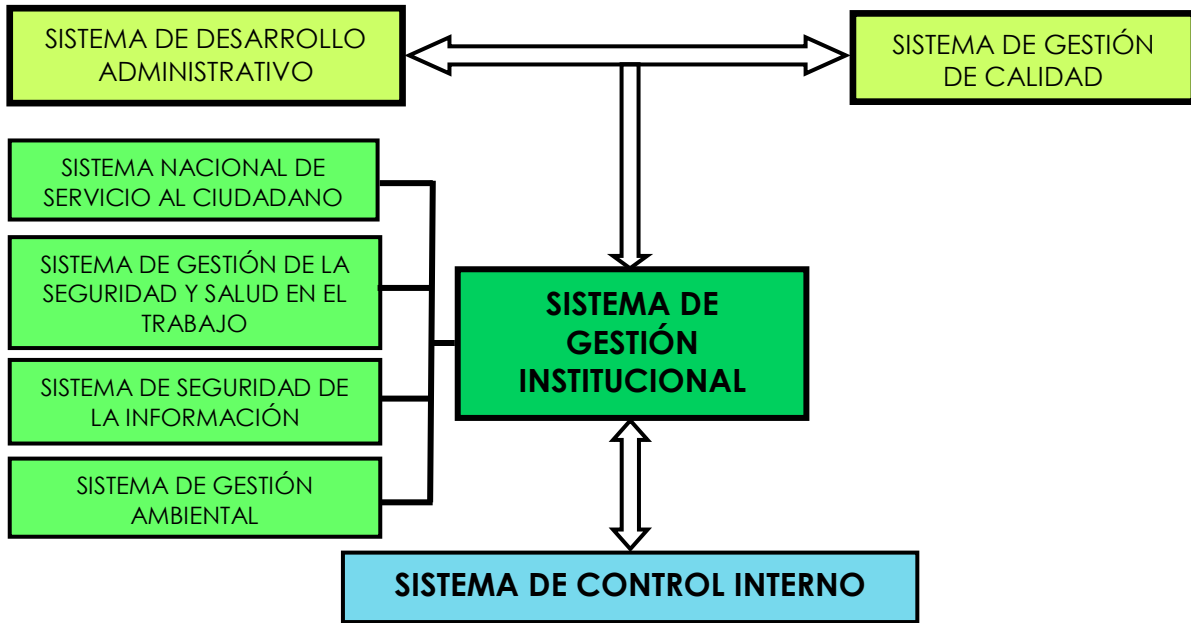 SISTEMA DE DESARROLLO
ADMINISTRATIVO
SISTEMA DE GESTIÓN
DE CALIDAD
SISTEMA NACIONAL DE
SERVICIO AL CIUDADANO
SISTEMA DE GESTIÓN DE LA
SEGURIDAD Y SALUD EN EL
TRABAJO
SISTEMA DE SEGURIDAD DE
LA INFORMACIÓN
SISTEMA DE GESTIÓN
AMBIENTAL
SISTEMA DE
GESTIÓN
INSTITUCIONAL
SISTEMA DE CONTROL INTERNO